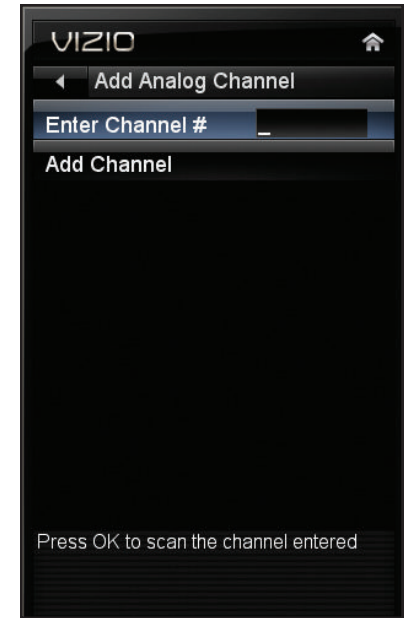 VIZIO
Add Analog Channel
Enter Channel # _
Add Channel
Press OK to scan the channel entered